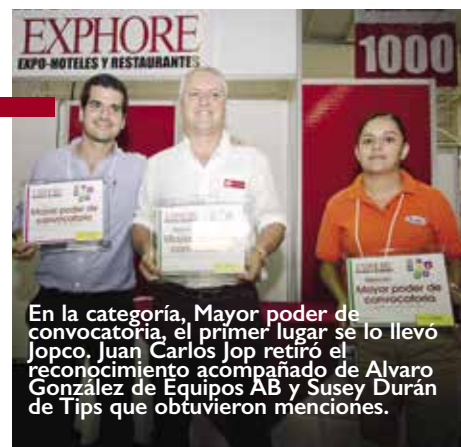 EXPHORE
EXPO-HOTELES Y RESTAURANTES
1000
Mayor poder de
convocatoria
Mayor poder de
convocatoria
En la categoría, Mayor poder de
convocatoria, el primer lugar se lo llevó
Jopco. Juan Carlos Jop retiró el
reconocimiento acompañado de Alvaro
González de Equipos AB y Susey Durán
de Tips que obtuvieron menciones.